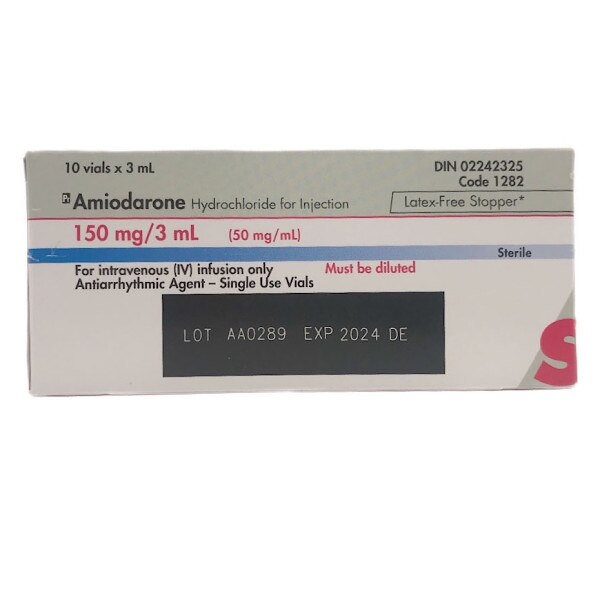 10 vials x 3 mL
DIN 02242325
Code 1282
Amiodarone Hydrochloride for Injection
Latex-Free Stopper*
150 mg/3 mL (50 mg/mL)
Sterile
For intravenous (IV) infusion only Must be diluted
Antiarrhythmic Agent – Single Use Vials
LOT AA0289 EXP 2024 DE
S